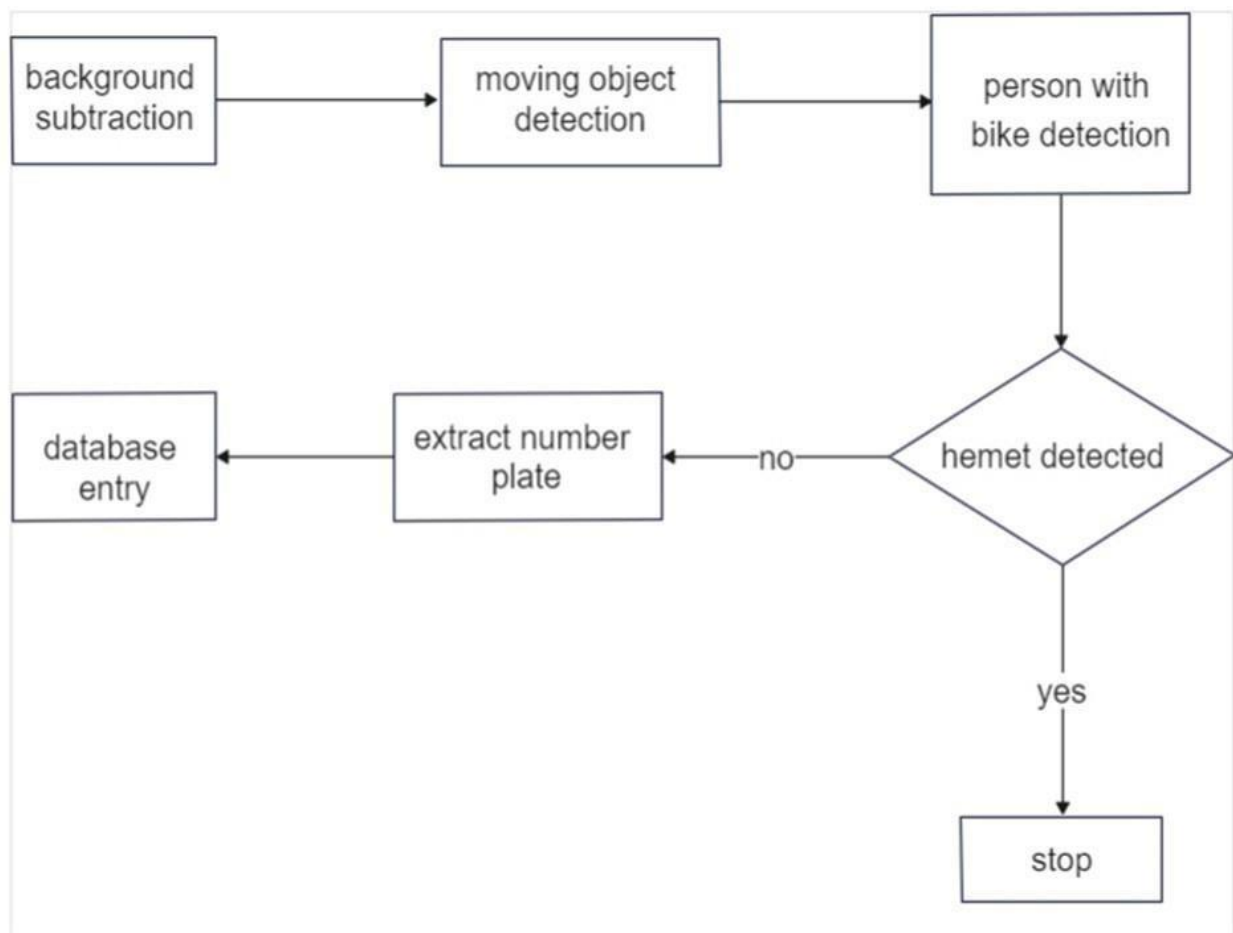 background
subtraction
moving object
detection
person with
bike detection
hemet detected
no
extract number
plate
database
entry
yes
stop